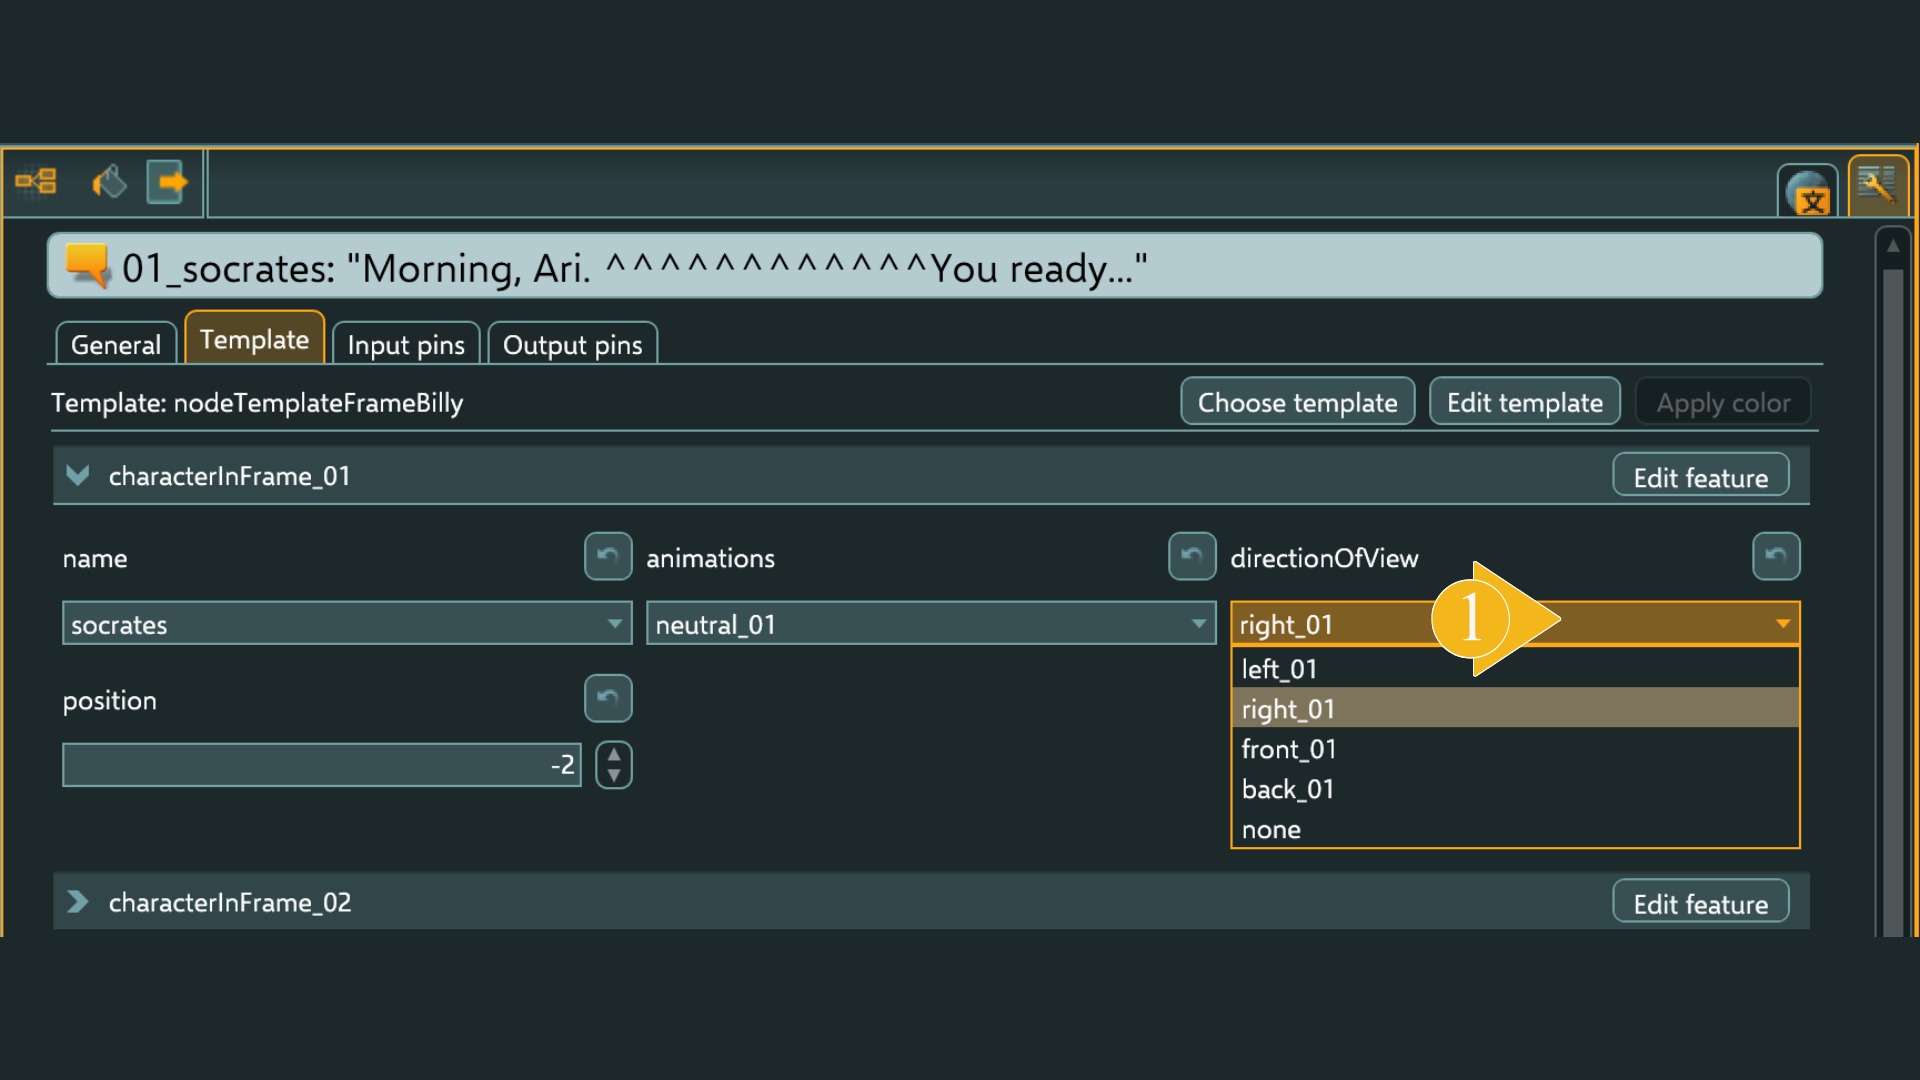 文
01_socrates: "Morning, Ari. ^^^^^^^^^^^^You ready..."
General Template Input pins Output pins
Template: nodeTemplateFrameBilly Choose template Edit template Apply color
characterInFrame_01 Edit feature
name animations directionOfView
socrates neutral_01 right_01 1
left_01
position right_01
front_01
-2
back_01
none
characterInFrame_02 Edit feature